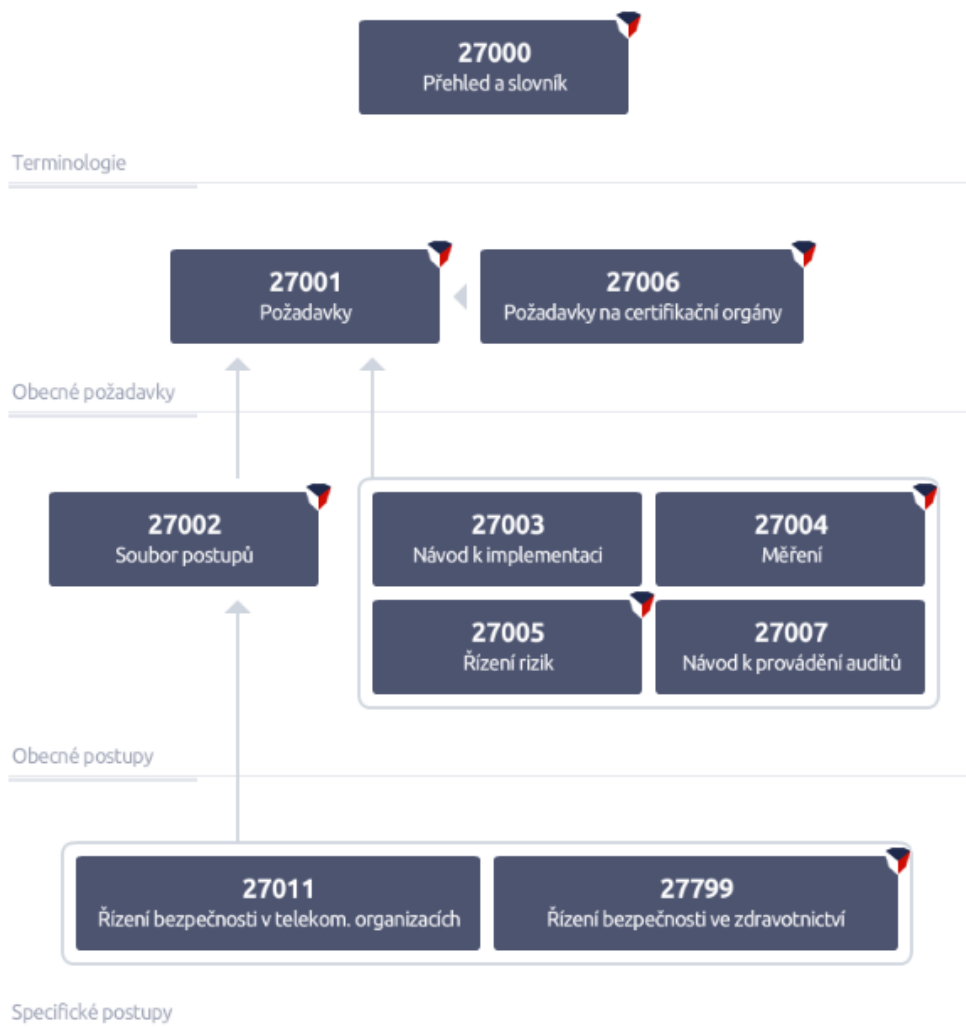 27000
Přehled a slovník
Terminologie
27001
Požadavky
27006
Požadavky na certifikační orgány
Obecné požadavky
27002
Soubor postupů
27003
Návod k implementaci
27004
Měření
27005
Řízení rizik
27007
Návod k provádění auditů
Obecné postupy
27011
Řízení bezpečnosti v telekom. organizacích
27799
Řízení bezpečnosti ve zdravotnictví
Specifické postupy